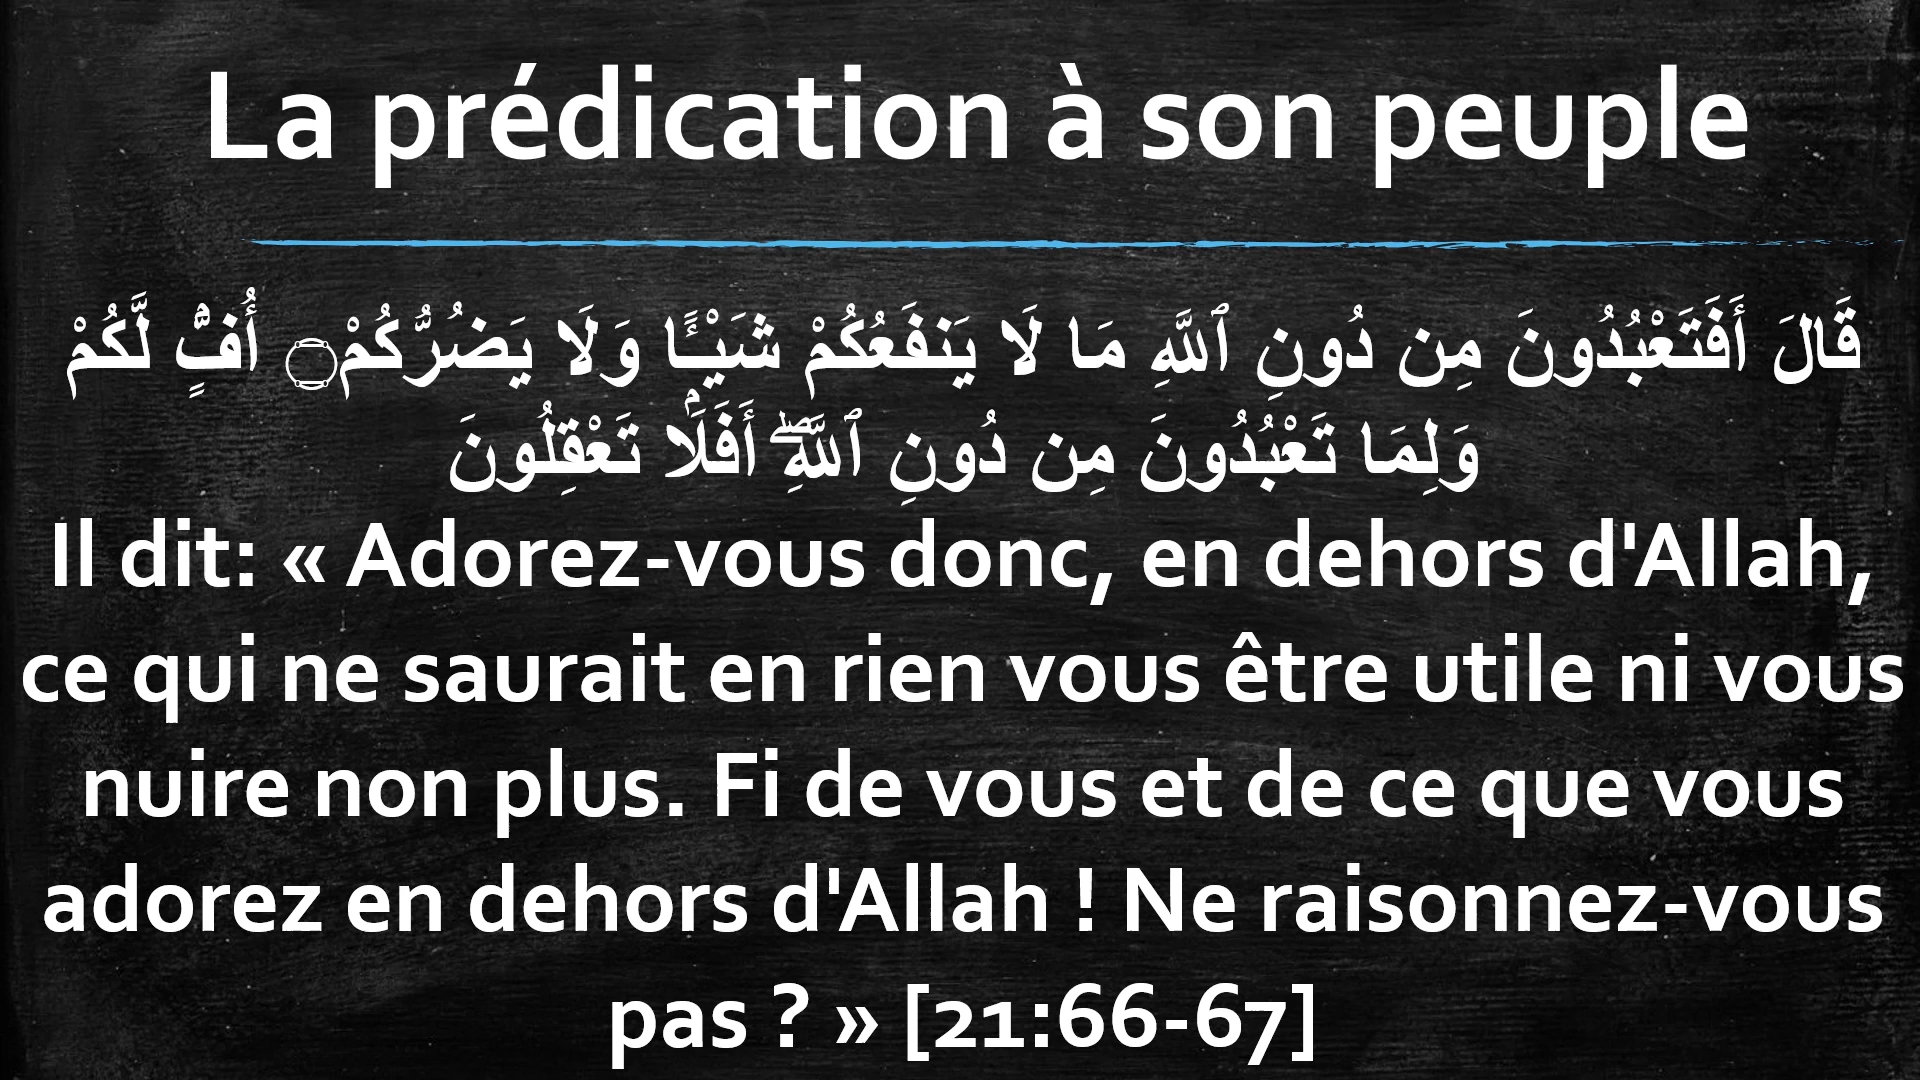 La prédication à son peuple
قَالَ أَفَتَعْبُدُونَ مِن دُونِ ٱللَّهِ مَا لَا يَنفَعُكُمْ شَيْـًٔا وَلَا يَضُرُّكُمْ۝ أُفٍّ لَّكُمْ
وَلِمَا تَعْبُدُونَ مِن دُونِ ٱللَّهِۖ أَفَلَا تَعْقِلُونَ
Il dit: « Adorez-vous donc, en dehors d'Allah,
ce qui ne saurait en rien vous être utile ni vous
nuire non plus. Fi de vous et de ce que vous
adorez en dehors d'Allah ! Ne raisonnez-vous
pas ? » [21:66-67]